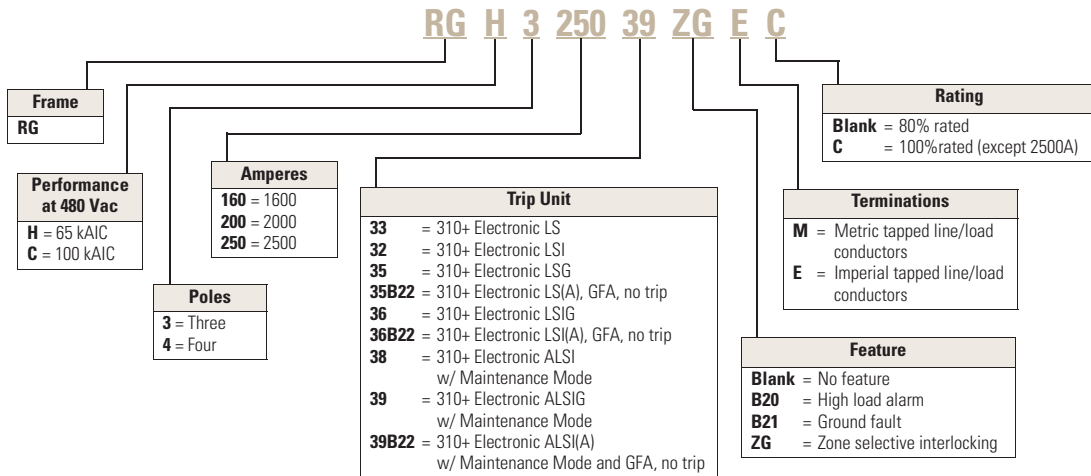 RG H 3 250 39 ZG E C
Frame
RG
Performance
at 480 Vac
H = 65 kAIC
C = 100 kAIC
Poles
3 = Three
4 = Four
Amperes
160 = 1600
200 = 2000
250 = 2500
Trip Unit
33 = 310+ Electronic LS
32 = 310+ Electronic LSI
35 = 310+ Electronic LSG
35B22 = 310+ Electronic LS(A), GFA, no trip
36 = 310+ Electronic LSIG
36B22 = 310+ Electronic LSI(A), GFA, no trip
38 = 310+ Electronic ALSI
w/ Maintenance Mode
39 = 310+ Electronic ALSIG
w/ Maintenance Mode
39B22 = 310+ Electronic ALSI(A)
w/ Maintenance Mode and GFA, no trip
Feature
Blank = No feature
B20 = High load alarm
B21 = Ground fault
ZG = Zone selective interlocking
Terminations
M = Metric tapped line/load
conductors
E = Imperial tapped line/load
conductors
Rating
Blank = 80% rated
C = 100%rated (except 2500A)